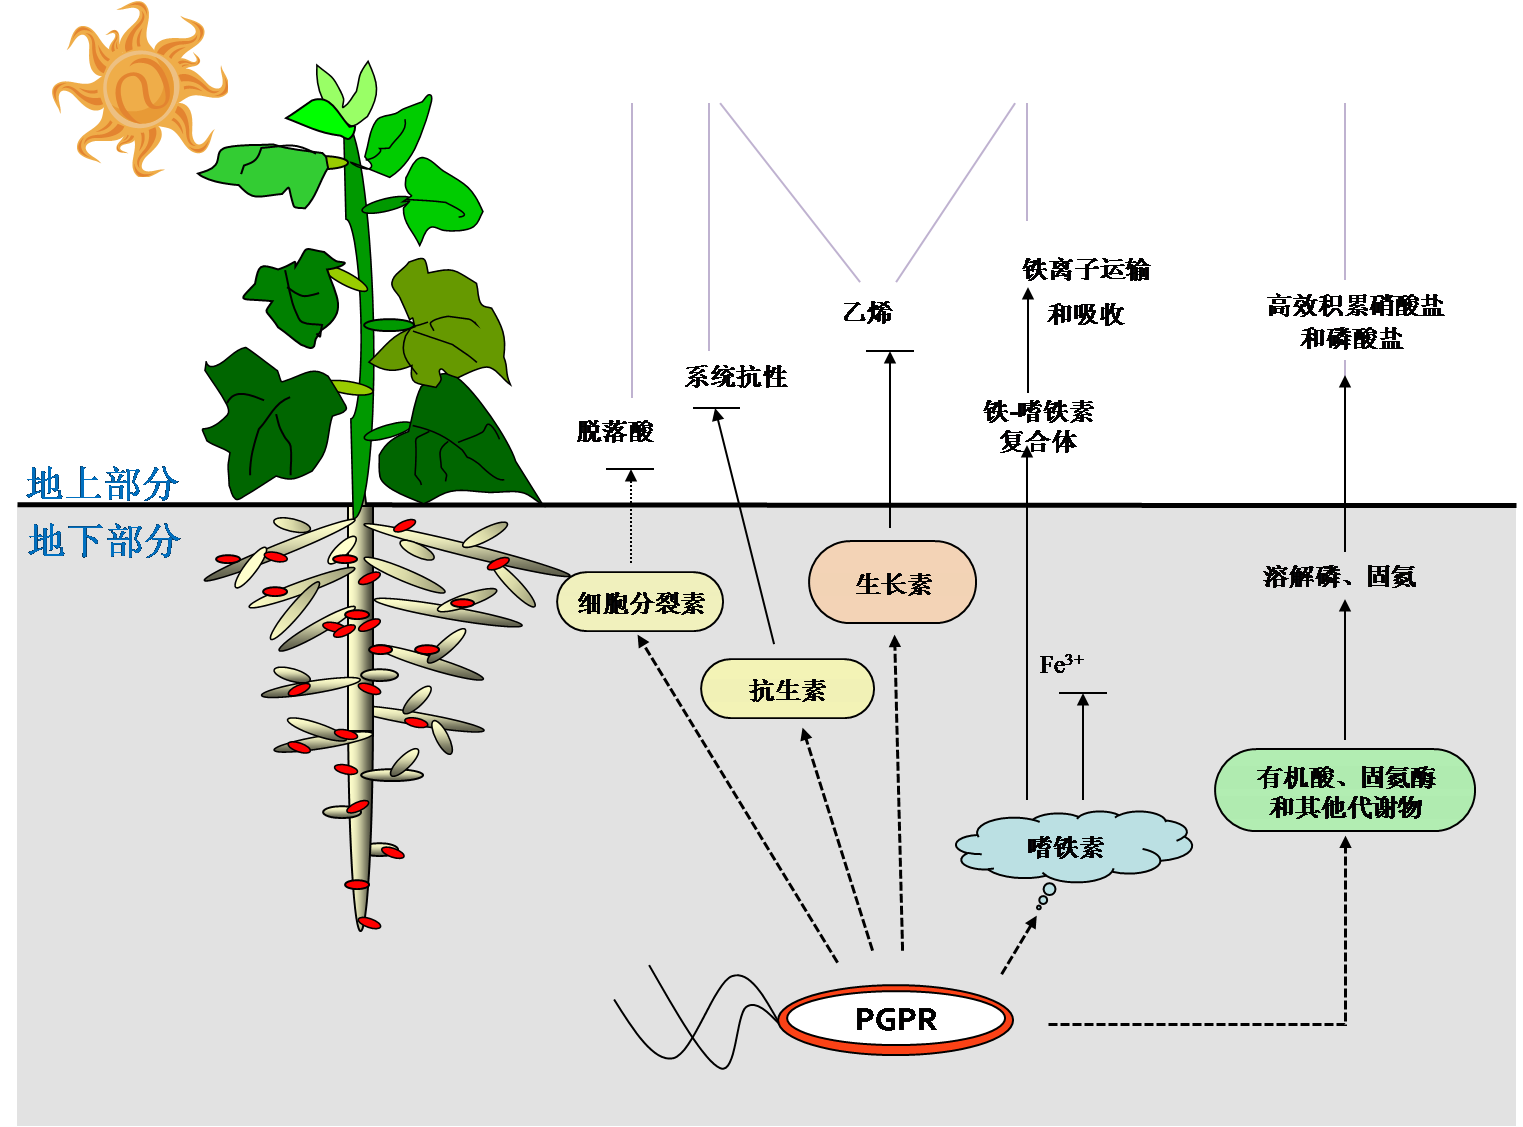 铁离子运输
和吸收
乙烯
高效积累硝酸盐
和磷酸盐
系统抗性
脱落酸
铁-嗜铁素
复合体
地上部分
地下部分
细胞分裂素
生长素
溶解磷、固氮
抗生素
Fe³⁺
有机酸、固氮酶
和其他代谢物
嗜铁素
PGPR